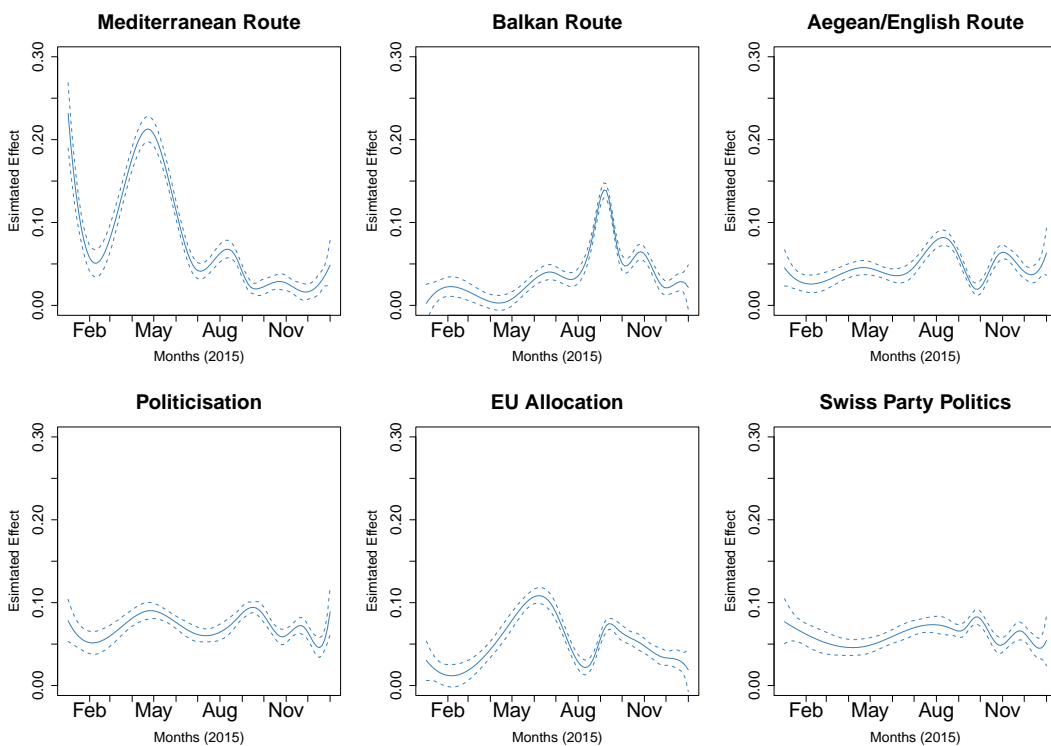 Mediterranean Route
Balkan Route
Aegean/English Route
Esimtated Effect
0.00 0.10 0.20 0.30
Feb May Aug Nov
Months (2015)
Esimtated Effect
0.00 0.10 0.20 0.30
Feb May Aug Nov
Months (2015)
Esimtated Effect
0.00 0.10 0.20 0.30
Feb May Aug Nov
Months (2015)
Politicisation
EU Allocation
Swiss Party Politics
Esimtated Effect
0.00 0.10 0.20 0.30
Feb May Aug Nov
Months (2015)
Esimtated Effect
0.00 0.10 0.20 0.30
Feb May Aug Nov
Months (2015)
Esimtated Effect
0.00 0.10 0.20 0.30
Feb May Aug Nov
Months (2015)